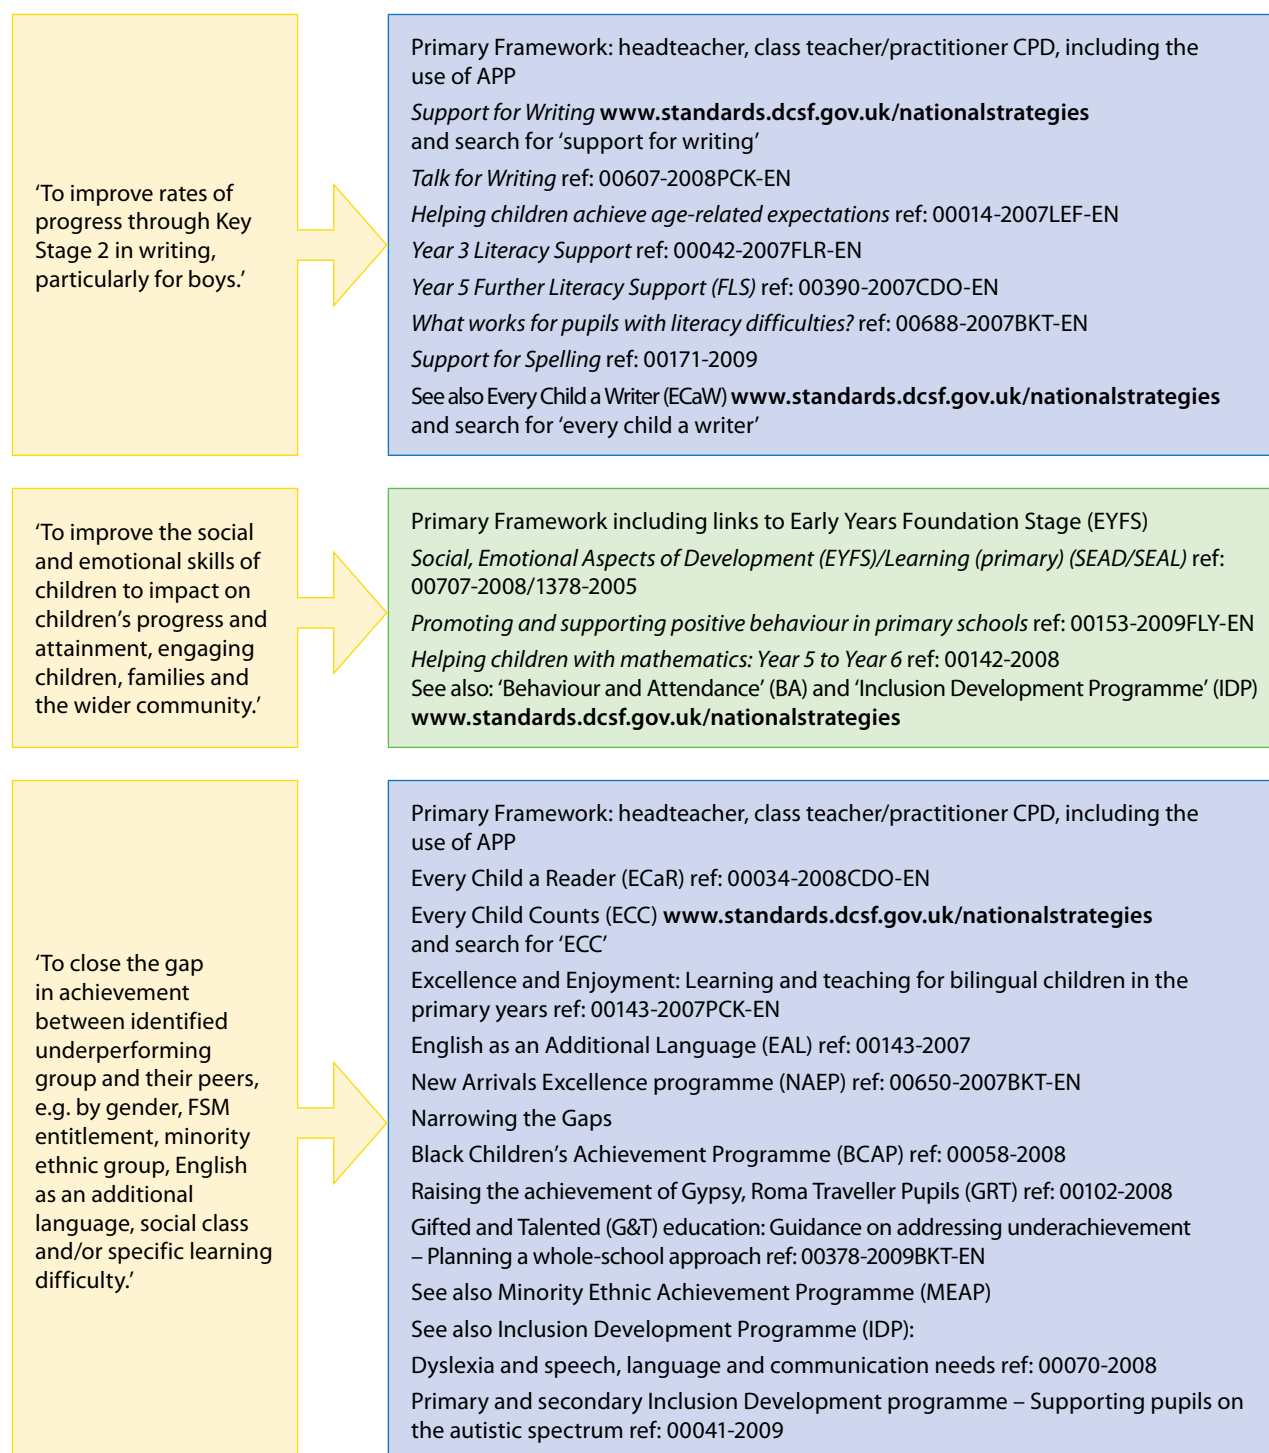 ‘To improve rates of
progress through Key
Stage 2 in writing,
particularly for boys.’
Primary Framework: headteacher, class teacher/practitioner CPD, including the
use of APP
Support for Writing www.standards.dcsf.gov.uk/nationalstrategies
and search for ‘support for writing’
Talk for Writing ref: 00607-2008PCK-EN
Helping children achieve age-related expectations ref: 00014-2007LEF-EN
Year 3 Literacy Support ref: 00042-2007FLR-EN
Year 5 Further Literacy Support (FLS) ref: 00390-2007CDO-EN
What works for pupils with literacy difficulties? ref: 00688-2007BKT-EN
Support for Spelling ref: 00171-2009
See also Every Child a Writer (ECaW) www.standards.dcsf.gov.uk/nationalstrategies
and search for ‘every child a writer’
‘To improve the social
and emotional skills of
children to impact on
children’s progress and
attainment, engaging
children, families and
the wider community.’
Primary Framework including links to Early Years Foundation Stage (EYFS)
Social, Emotional Aspects of Development (EYFS)/Learning (primary) (SEAD/SEAL) ref:
00707-2008/1378-2005
Promoting and supporting positive behaviour in primary schools ref: 00153-2009FLY-EN
Helping children with mathematics: Year 5 to Year 6 ref: 00142-2008
See also: ‘Behaviour and Attendance’ (BA) and ‘Inclusion Development Programme’ (IDP)
www.standards.dcsf.gov.uk/nationalstrategies
‘To close the gap
in achievement
between identified
underperforming
group and their peers,
e.g. by gender, FSM
entitlement, minority
ethnic group, English
as an additional
language, social class
and/or specific learning
difficulty.’
Primary Framework: headteacher, class teacher/practitioner CPD, including the
use of APP
Every Child a Reader (ECaR) ref: 00034-2008CDO-EN
Every Child Counts (ECC) www.standards.dcsf.gov.uk/nationalstrategies
and search for ‘ECC’
Excellence and Enjoyment: Learning and teaching for bilingual children in the
primary years ref: 00143-2007PCK-EN
English as an Additional Language (EAL) ref: 00143-2007
New Arrivals Excellence programme (NAEP) ref: 00650-2007BKT-EN
Narrowing the Gaps
Black Children’s Achievement Programme (BCAP) ref: 00058-2008
Raising the achievement of Gypsy, Roma Traveller Pupils (GRT) ref: 00102-2008
Gifted and Talented (G&T) education: Guidance on addressing underachievement
– Planning a whole-school approach ref: 00378-2009BKT-EN
See also Minority Ethnic Achievement Programme (MEAP)
See also Inclusion Development Programme (IDP):
Dyslexia and speech, language and communication needs ref: 00070-2008
Primary and secondary Inclusion Development programme – Supporting pupils on
the autistic spectrum ref: 00041-2009